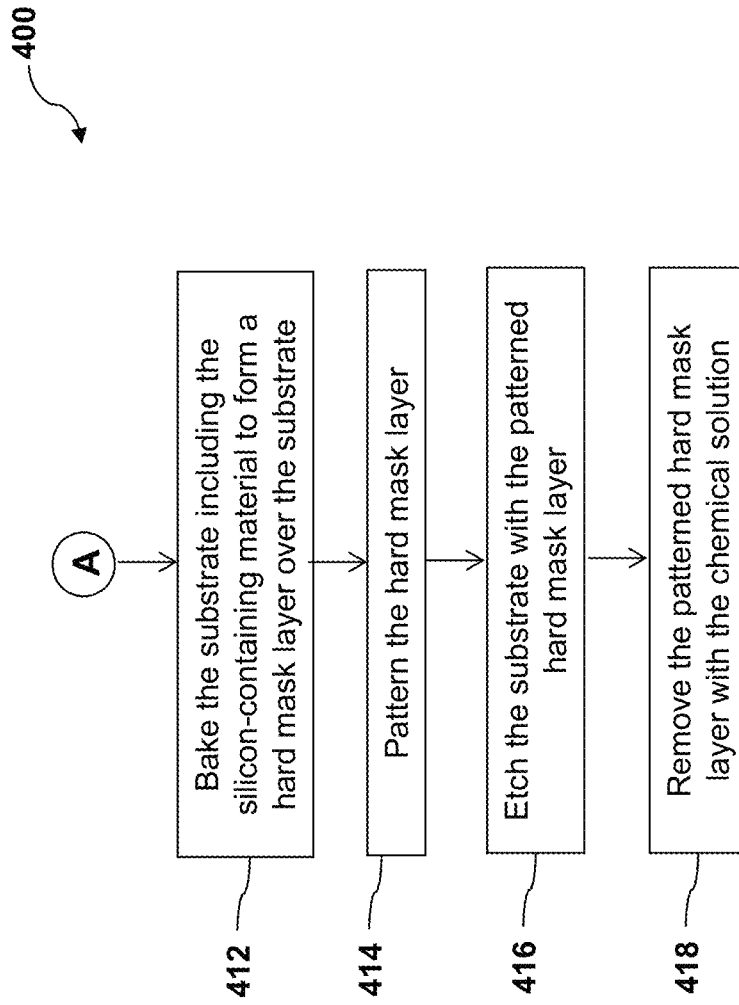 400
A
412
Bake the substrate including the
silicon-containing material to form a
hard mask layer over the substrate
414
Pattern the hard mask layer
416
Etch the substrate with the patterned
hard mask layer
418
Remove the patterned hard mask
layer with the chemical solution